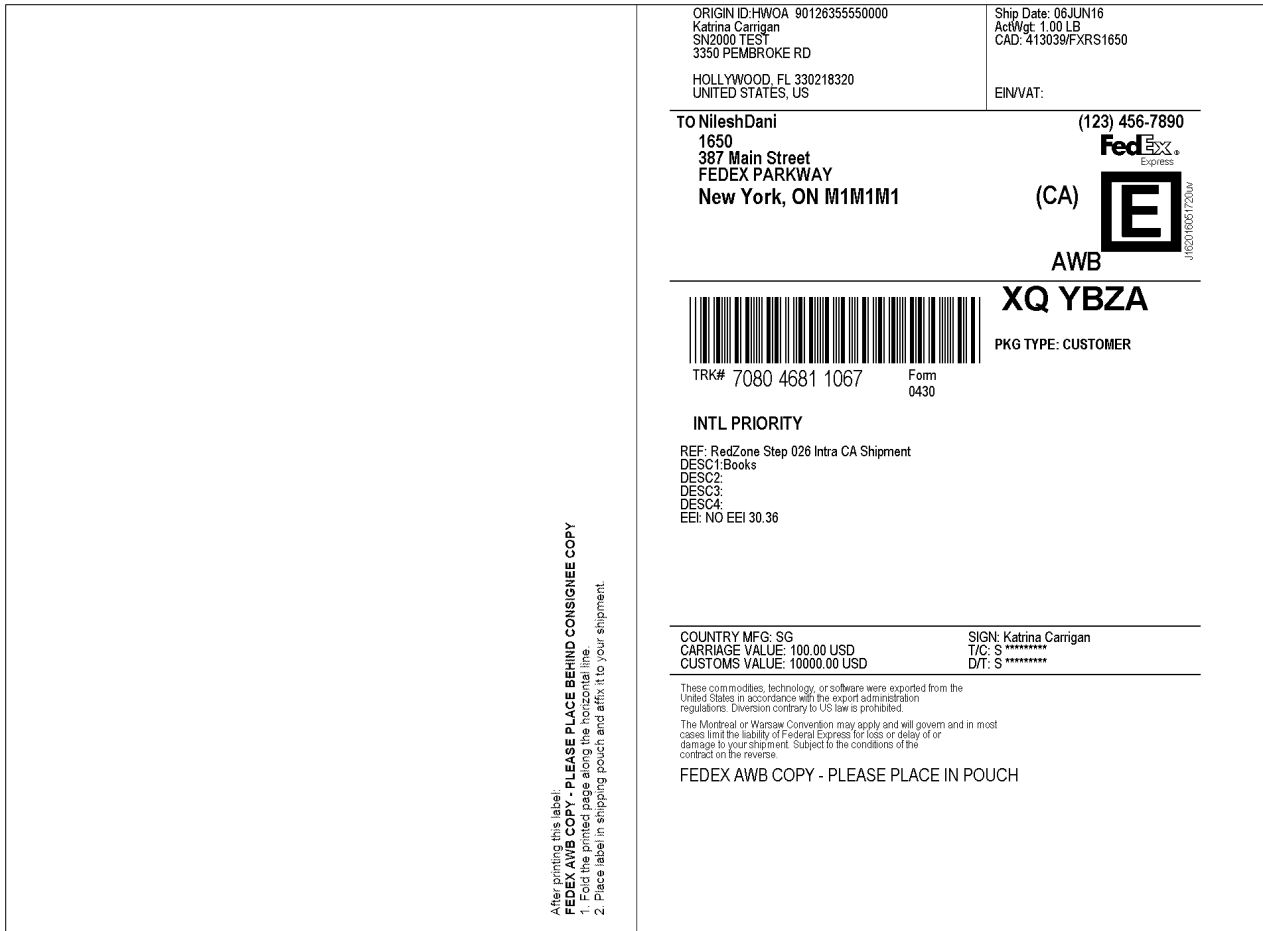 ORIGIN ID:HWOA 90126355550000
Katrina Carrigan
SN2000 TEST
3350 PEMBROKE RD
HOLLYWOOD, FL 330218320
UNITED STATES, US
Ship Date: 06JUN16
ActWgt: 1.00 LB
CAD: 413039/FXRS1650
EIN/VAT:
TO NileshDani
(123) 456-7890
1650
387 Main Street
FEDEX PARKWAY
New York, ON M1M1M1
FedEx®
Express
(CA)
E
J162016051720uv
AWB
XQ YBZA
PKG TYPE: CUSTOMER
TRK# 7080 4681 1067
Form
0430
INTL PRIORITY
REF: RedZone Step 026 Intra CA Shipment
DESC1:Books
DESC2:
DESC3:
DESC4:
EEI: NO EEI 30.36
COUNTRY MFG: SG
CARRIAGE VALUE: 100.00 USD
CUSTOMS VALUE: 10000.00 USD
SIGN: Katrina Carrigan
T/C: S *********
D/T: S *********
These commodities, technology, or software were exported from the
United States in accordance with the export administration
regulations. Diversion contrary to US law is prohibited.
The Montreal or Warsaw Convention may apply and will govern and in most
cases limit the liability of Federal Express for loss or delay of or
damage to your shipment. Subject to the conditions of the
contract on the reverse.
FEDEX AWB COPY - PLEASE PLACE IN POUCH
After printing this label:
FEDEX AWB COPY - PLEASE PLACE BEHIND CONSIGNEE COPY
1. Fold the printed page along the horizontal line.
2. Place label in shipping pouch and affix it to your shipment.